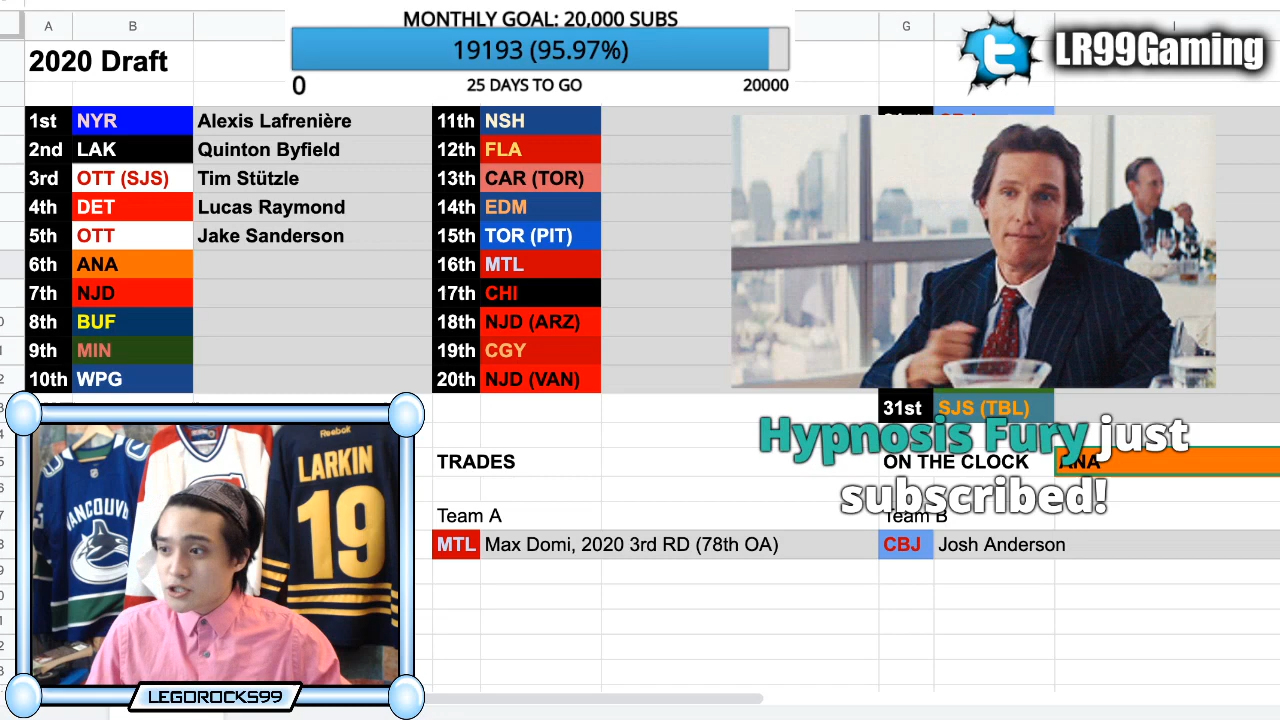 MONTHLY GOAL: 20,000 SUBS
19193 (95.97%)
0 25 DAYS TO GO 20000
LR99Gaming
A B G
2020 Draft
1st NYR Alexis Lafrenière
2nd LAK Quinton Byfield
3rd OTT (SJS) Tim Stützle
4th DET Lucas Raymond
5th OTT Jake Sanderson
6th ANA
7th NJD
8th BUF
9th MIN
10th WPG
11th NSH
12th FLA
13th CAR (TOR)
14th EDM
15th TOR (PIT)
16th MTL
17th CHI
18th NJD (ARZ)
19th CGY
20th NJD (VAN)
31st SJS (TBL)
Hypnosis Fury just
subscribed!
TRADES
ON THE CLOCK ANA
Team A Team B
MTL Max Domi, 2020 3rd RD (78th OA) CBJ Josh Anderson
VANCOUVER
Reebok
LARKIN
19
LEGOROCKS99